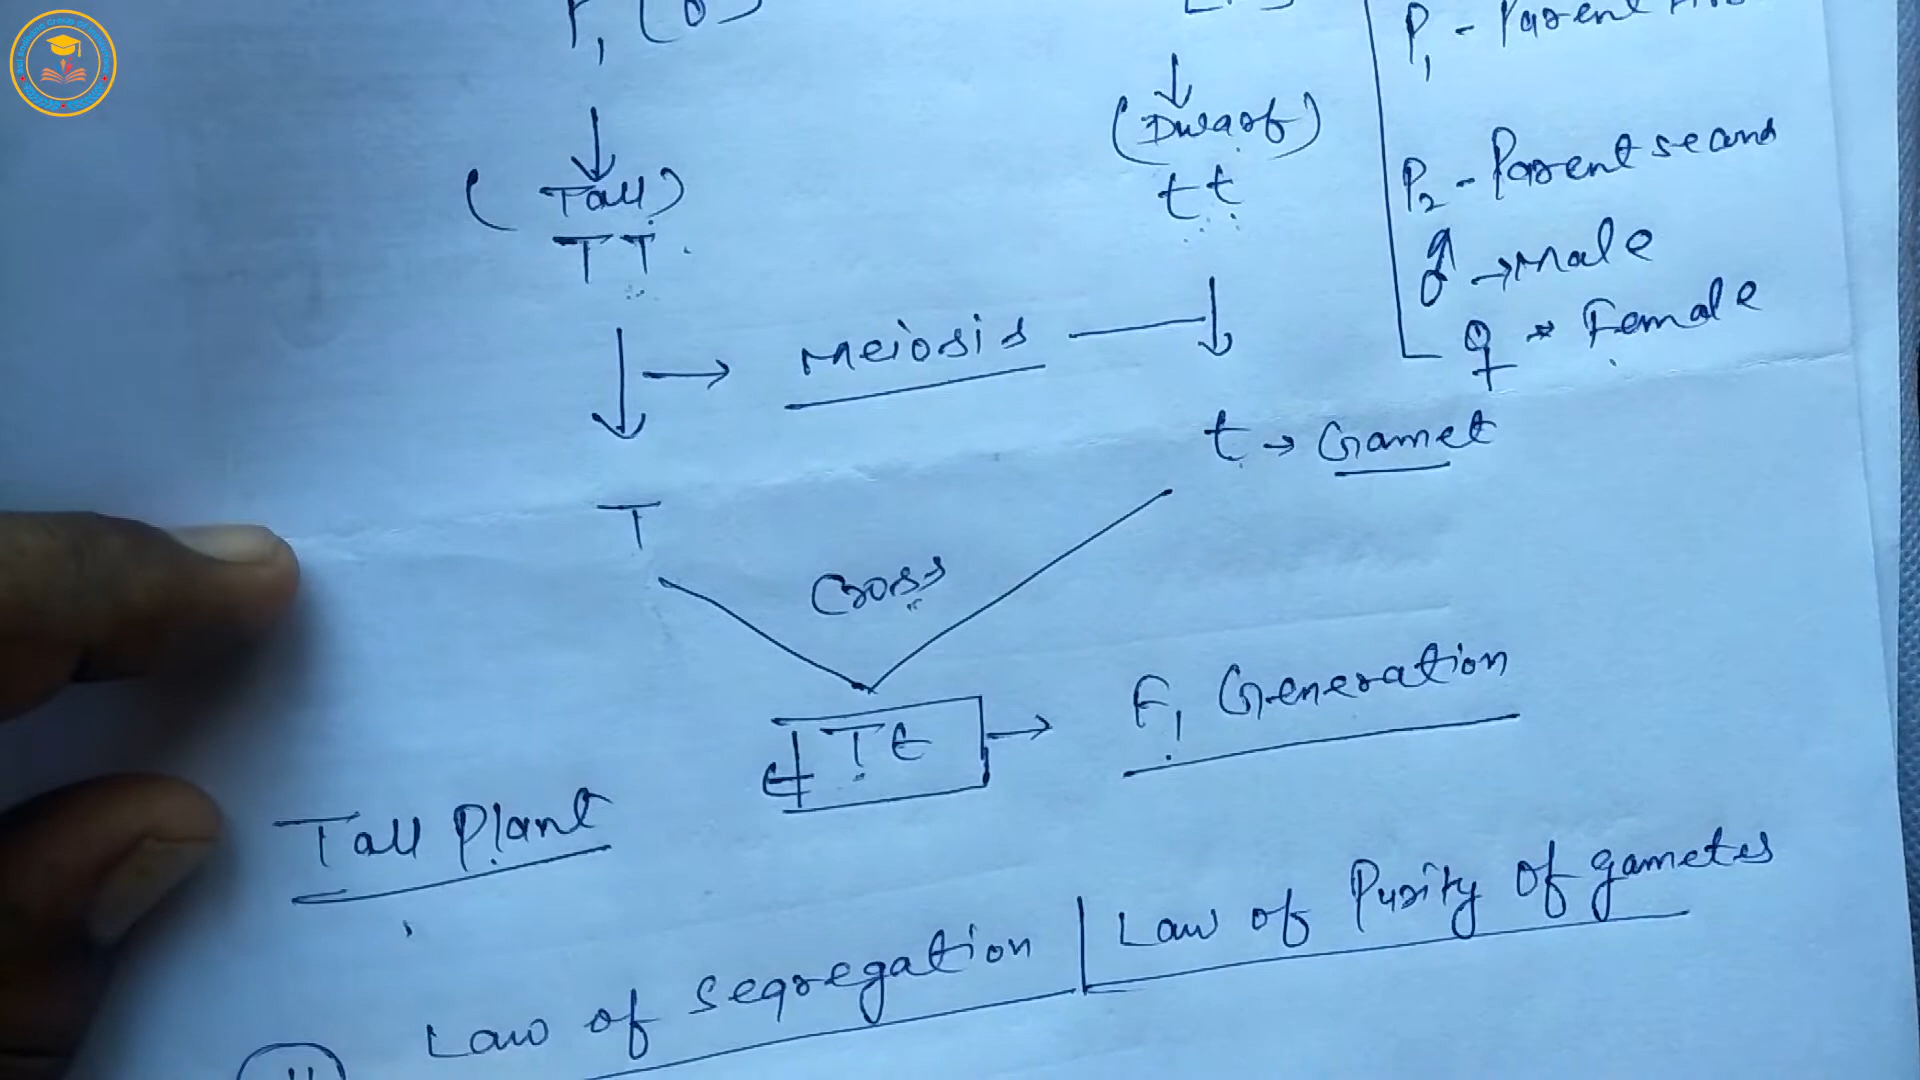 P1
P1 - Parent
(Dwarf)
tt
(Tall)
TT
P2 - Parent second
♂ → Male
♀ → Female
→ Meiosis
t → Gamet
T
Cross
Tt → F1 Generation
Tall Plant
Law of segregation | Law of Purity of gametes